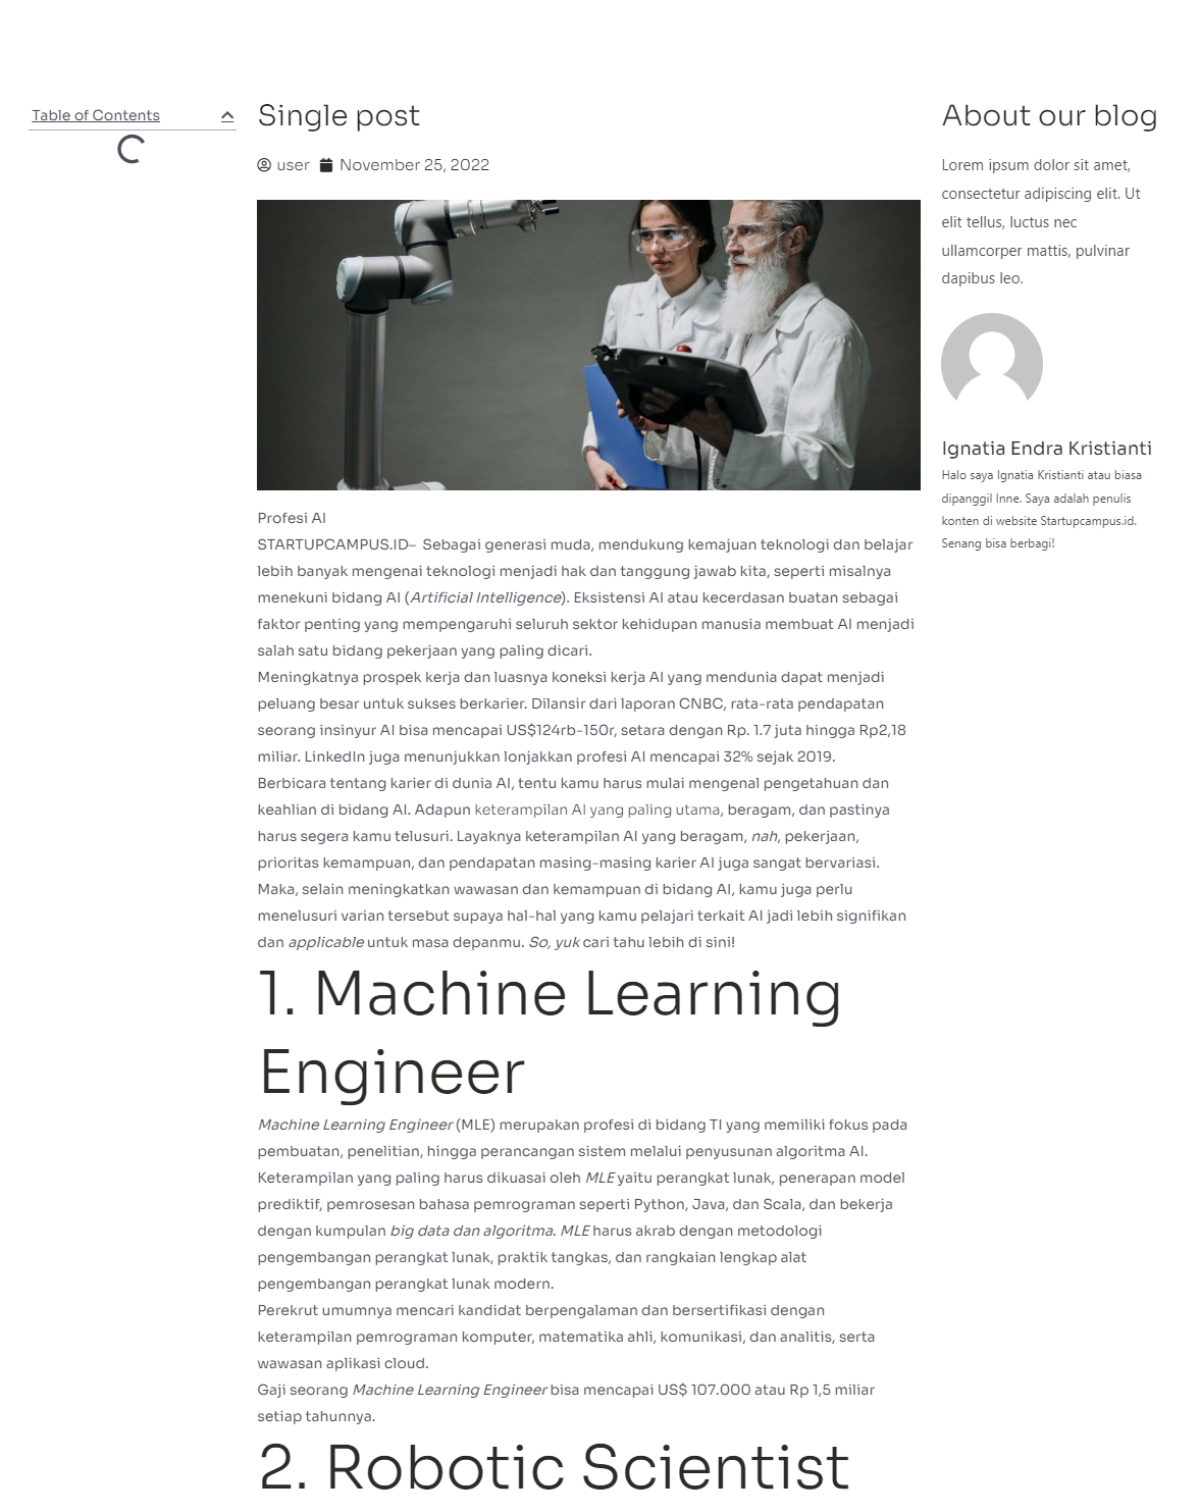 Table of Contents
Single post
user November 25, 2022
Profesi AI
STARTUPCAMPUS.ID– Sebagai generasi muda, mendukung kemajuan teknologi dan belajar
lebih banyak mengenai teknologi menjadi hak dan tanggung jawab kita, seperti misalnya
menekuni bidang AI (Artificial Intelligence). Eksistensi AI atau kecerdasan buatan sebagai
faktor penting yang mempengaruhi seluruh sektor kehidupan manusia membuat AI menjadi
salah satu bidang pekerjaan yang paling dicari.
Meningkatnya prospek kerja dan luasnya koneksi kerja AI yang mendunia dapat menjadi
peluang besar untuk sukses berkarier. Dilansir dari laporan CNBC, rata-rata pendapatan
seorang insinyur AI bisa mencapai US$124rb-150r, setara dengan Rp. 1.7 juta hingga Rp2,18
miliar. LinkedIn juga menunjukkan lonjakkan profesi AI mencapai 32% sejak 2019.
Berbicara tentang karier di dunia AI, tentu kamu harus mulai mengenal pengetahuan dan
keahlian di bidang AI. Adapun keterampilan AI yang paling utama, beragam, dan pastinya
harus segera kamu telusuri. Layaknya keterampilan AI yang beragam, nah, pekerjaan,
prioritas kemampuan, dan pendapatan masing-masing karier AI juga sangat bervariasi.
Maka, selain meningkatkan wawasan dan kemampuan di bidang AI, kamu juga perlu
menelusuri varian tersebut supaya hal-hal yang kamu pelajari terkait AI jadi lebih signifikan
dan applicable untuk masa depanmu. So, yuk cari tahu lebih di sini!
1. Machine Learning
Engineer
Machine Learning Engineer (MLE) merupakan profesi di bidang TI yang memiliki fokus pada
pembuatan, penelitian, hingga perancangan sistem melalui penyusunan algoritma AI.
Keterampilan yang paling harus dikuasai oleh MLE yaitu perangkat lunak, penerapan model
prediktif, pemrosesan bahasa pemrograman seperti Python, Java, dan Scala, dan bekerja
dengan kumpulan big data dan algoritma. MLE harus akrab dengan metodologi
pengembangan perangkat lunak, praktik tangkas, dan rangkaian lengkap alat
pengembangan perangkat lunak modern.
Perekrut umumnya mencari kandidat berpengalaman dan bersertifikasi dengan
keterampilan pemrograman komputer, matematika ahli, komunikasi, dan analitis, serta
wawasan aplikasi cloud.
Gaji seorang Machine Learning Engineer bisa mencapai US$ 107.000 atau Rp 1,5 miliar
setiap tahunnya.
2. Robotic Scientist
About our blog
Lorem ipsum dolor sit amet,
consectetur adipiscing elit. Ut
elit tellus, luctus nec
ullamcorper mattis, pulvinar
dapibus leo.
Ignatia Endra Kristianti
Halo saya Ignatia Kristianti atau biasa
dipanggil Inne. Saya adalah penulis
konten di website Startupcampus.id.
Senang bisa berbagi!